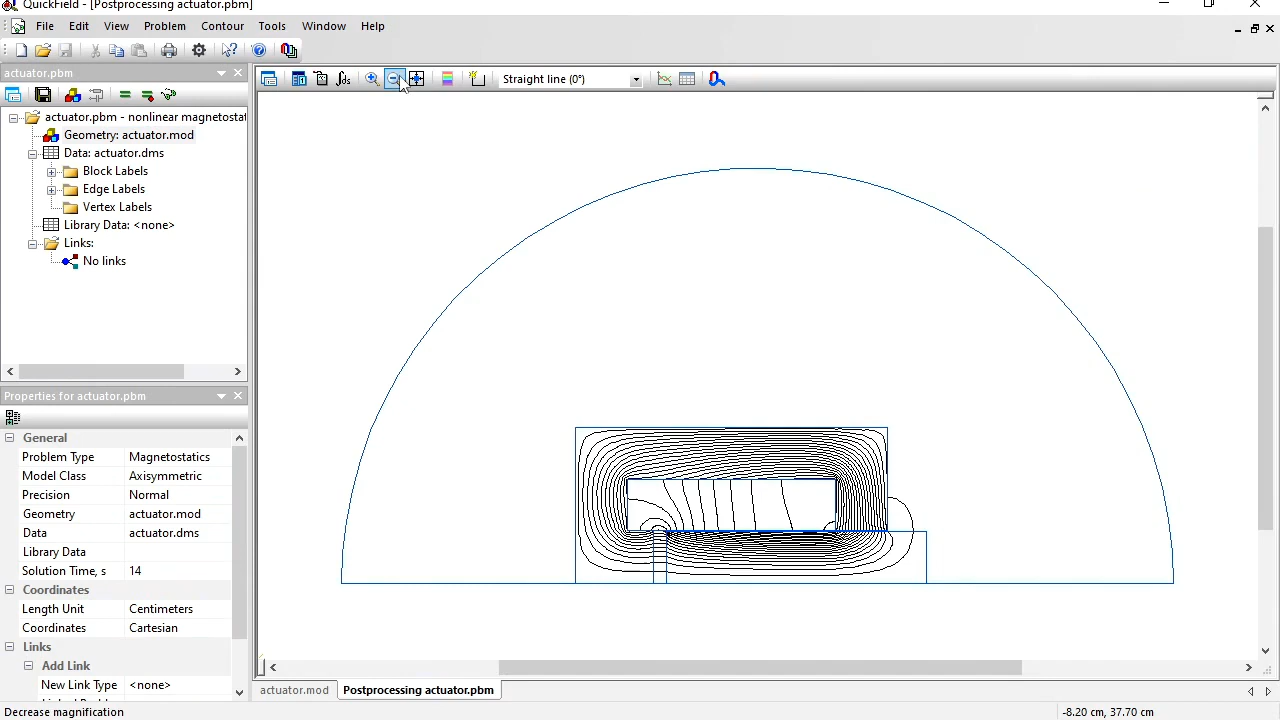 QuickField - [Postprocessing actuator.pbm]
File Edit View Problem Contour Tools Window Help
actuator.pbm
Straight line (0°)
actuator.pbm - nonlinear magnetostat
Geometry: actuator.mod
Data: actuator.dms
Block Labels
Edge Labels
Vertex Labels
Library Data: <none>
Links:
No links
Properties for actuator.pbm
General
Problem Type Magnetostatics
Model Class Axisymmetric
Precision Normal
Geometry actuator.mod
Data actuator.dms
Library Data
Solution Time, s 14
Coordinates
Length Unit Centimeters
Coordinates Cartesian
Links
Add Link
New Link Type <none>
actuator.mod Postprocessing actuator.pbm
Decrease magnification -8.20 cm, 37.70 cm